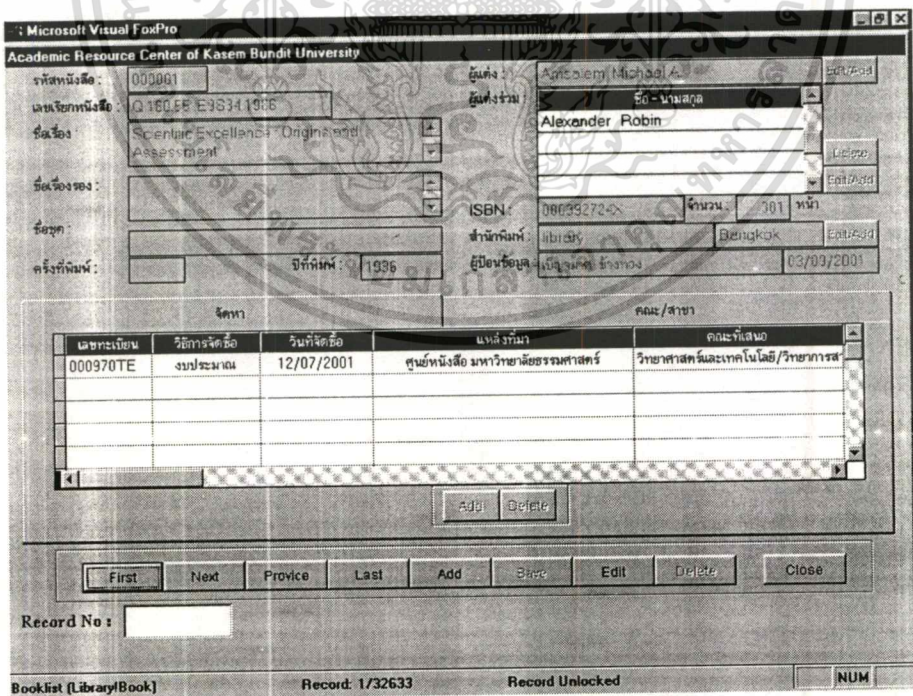 Microsoft Visual FoxPro
Academic Resource Center of Kasem Bundit University
รหัสหนังสือ : 000001
เลขเรียกหนังสือ : Q 180.55 1986
ชื่อเรื่อง Scientific Excellence Origins and Assessment
ชื่อเรื่องรอง :
ชื่อชุด :
ครั้งที่พิมพ์ : ปีที่พิมพ์ : 1986
ผู้แต่ง : Amsalem Michael A. Edit/Add
ผู้แต่งร่วม : ชื่อ - นามสกุล
Alexander Robin
Delete
Edit/Add
ISBN : จำนวน : 301 หน้า
สำนักพิมพ์ : library Bangkok Edit/Add
ผู้ป้อนข้อมูล 03/09/2001
จัดหา คณะ/สาขา
เลขทะเบียน วิธีการจัดซื้อ วันที่จัดซื้อ แหล่งที่มา คณะที่เสนอ
000970TE งบประมาณ 12/07/2001 ศูนย์หนังสือ มหาวิทยาลัยธรรมศาสตร์ วิทยาศาสตร์และเทคโนโลยี/วิทยาการสา
Add Delete
First Next Provice Last Add Save Edit Delete Close
Record No :
Booklist (Library!Book) Record: 1/32633 Record Unlocked NUM